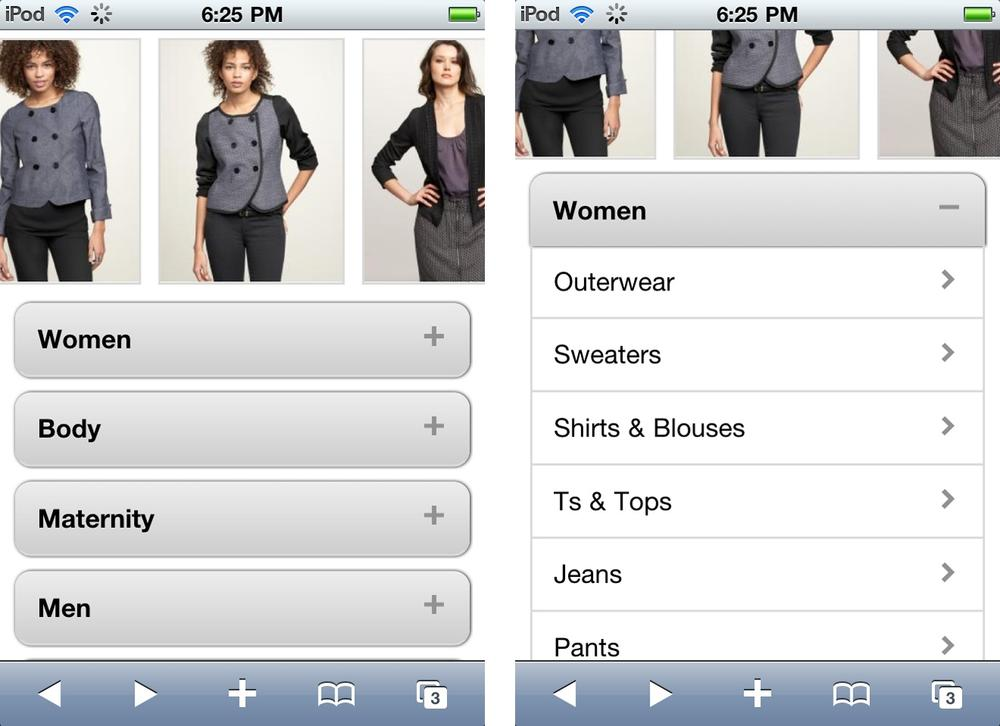 iPod 6:25 PM
Women
Body
Maternity
Men
3
iPod 6:25 PM
Women
Outerwear
Sweaters
Shirts & Blouses
Ts & Tops
Jeans
Pants
3